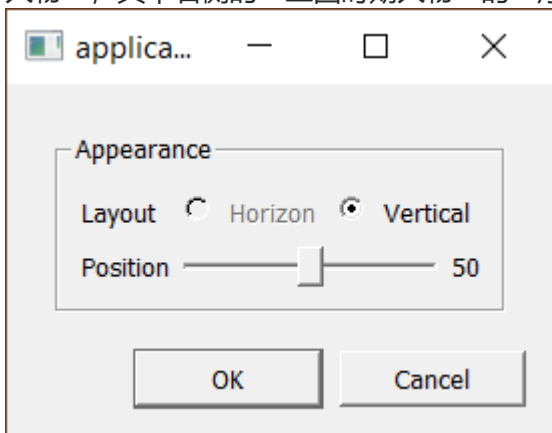 applica...
Appearance
Layout Horizon Vertical
Position 50
OK Cancel